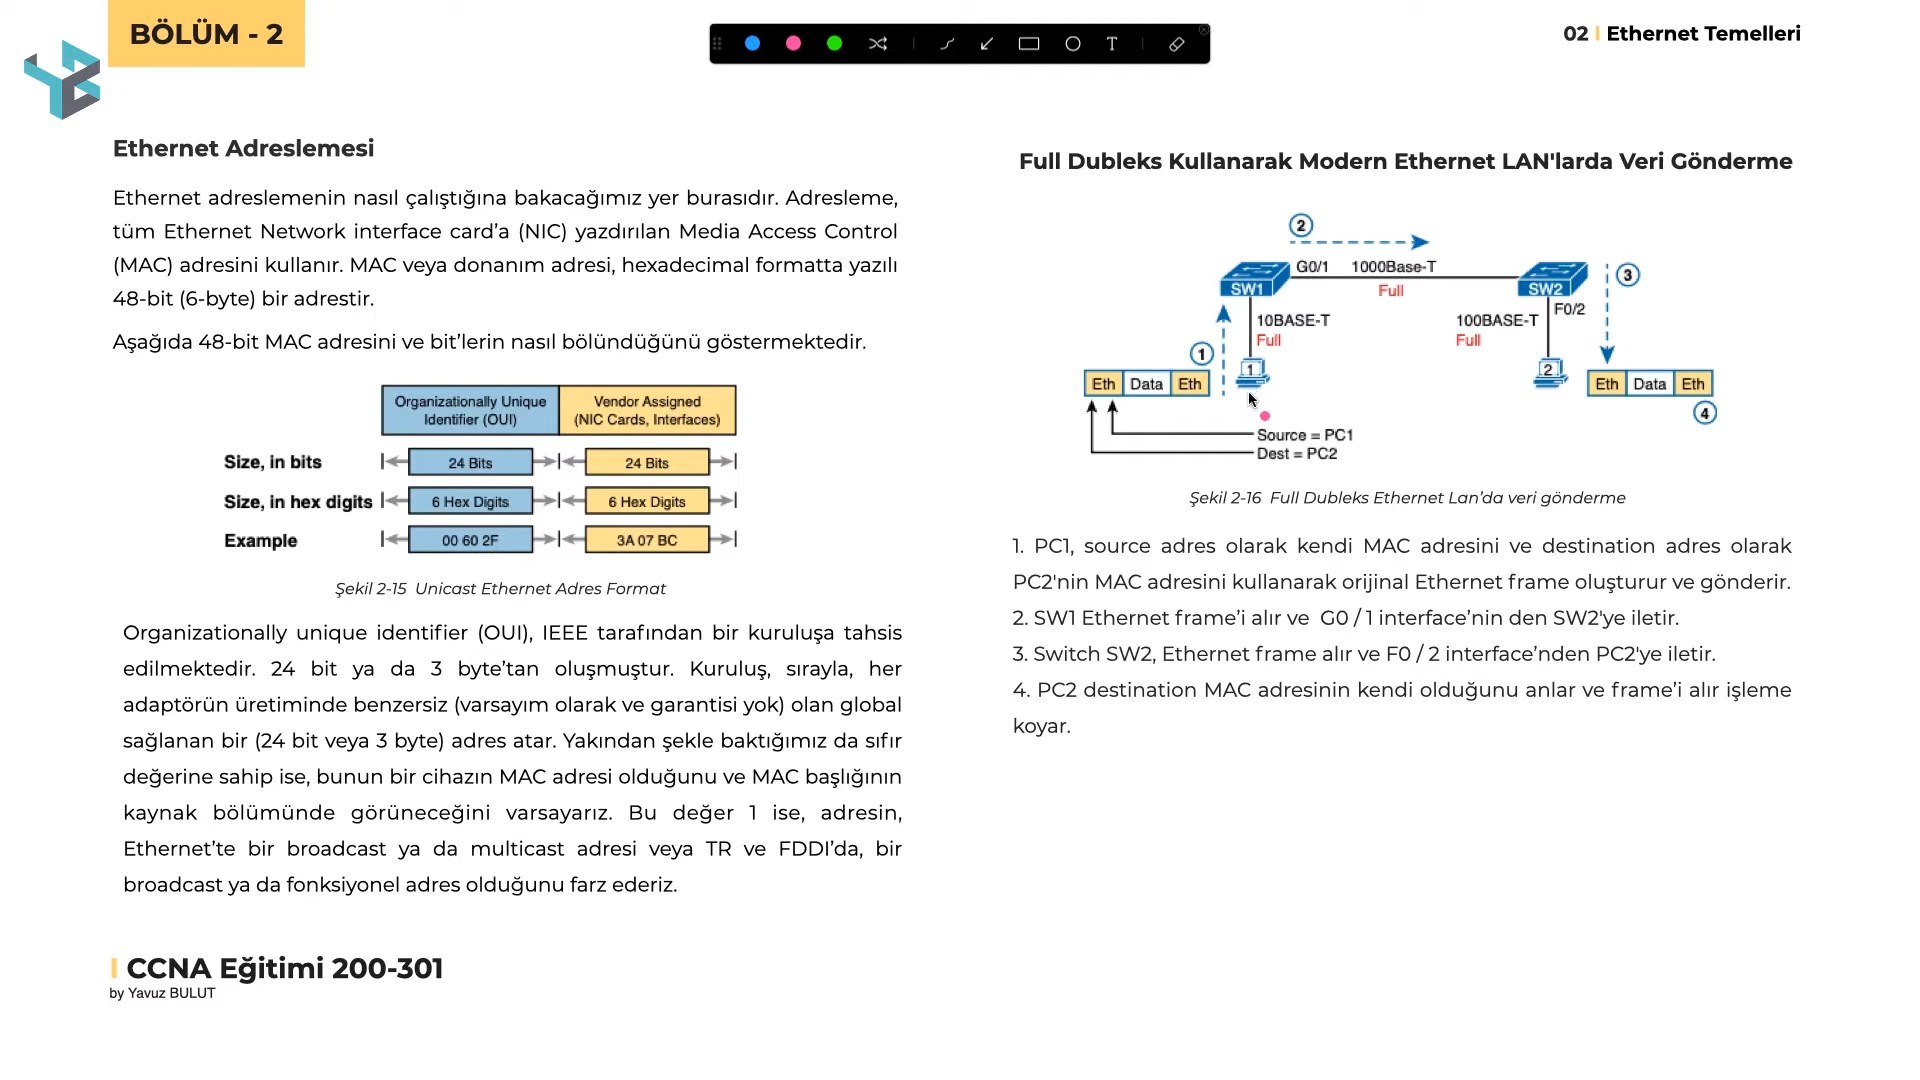 BÖLÜM - 2
02 | Ethernet Temelleri
T
Ethernet Adreslemesi
Ethernet adreslemenin nasıl çalıştığına bakacağımız yer burasıdır. Adresleme,
tüm Ethernet Network interface card’a (NIC) yazdırılan Media Access Control
(MAC) adresini kullanır. MAC veya donanım adresi, hexadecimal formatta yazılı
48-bit (6-byte) bir adrestir.
Aşağıda 48-bit MAC adresini ve bit’lerin nasıl bölündüğünü göstermektedir.
Organizationally Unique
Identifier (OUI)
Vendor Assigned
(NIC Cards, Interfaces)
Size, in bits 24 Bits 24 Bits
Size, in hex digits 6 Hex Digits 6 Hex Digits
Example 00 60 2F 3A 07 BC
Şekil 2-15 Unicast Ethernet Adres Format
Organizationally unique identifier (OUI), IEEE tarafından bir kuruluşa tahsis
edilmektedir. 24 bit ya da 3 byte’tan oluşmuştur. Kuruluş, sırayla, her
adaptörün üretiminde benzersiz (varsayım olarak ve garantisi yok) olan global
sağlanan bir (24 bit veya 3 byte) adres atar. Yakından şekle baktığımız da sıfır
değerine sahip ise, bunun bir cihazın MAC adresi olduğunu ve MAC başlığının
kaynak bölümünde görüneceğini varsayarız. Bu değer 1 ise, adresin,
Ethernet’te bir broadcast ya da multicast adresi veya TR ve FDDI’da, bir
broadcast ya da fonksiyonel adres olduğunu farz ederiz.
Full Dubleks Kullanarak Modern Ethernet LAN'larda Veri Gönderme
2
G0/1 1000Base-T
Full
SW1
SW2
3
F0/2
10BASE-T
Full
100BASE-T
Full
1
1
2
Eth Data Eth
Eth Data Eth
4
Source = PC1
Dest = PC2
Şekil 2-16 Full Dubleks Ethernet Lan’da veri gönderme
1. PC1, source adres olarak kendi MAC adresini ve destination adres olarak
PC2'nin MAC adresini kullanarak orijinal Ethernet frame oluşturur ve gönderir.
2. SW1 Ethernet frame’i alır ve G0 / 1 interface’nin den SW2'ye iletir.
3. Switch SW2, Ethernet frame alır ve F0 / 2 interface’nden PC2'ye iletir.
4. PC2 destination MAC adresinin kendi olduğunu anlar ve frame’i alır işleme
koyar.
| CCNA Eğitimi 200-301
by Yavuz BULUT